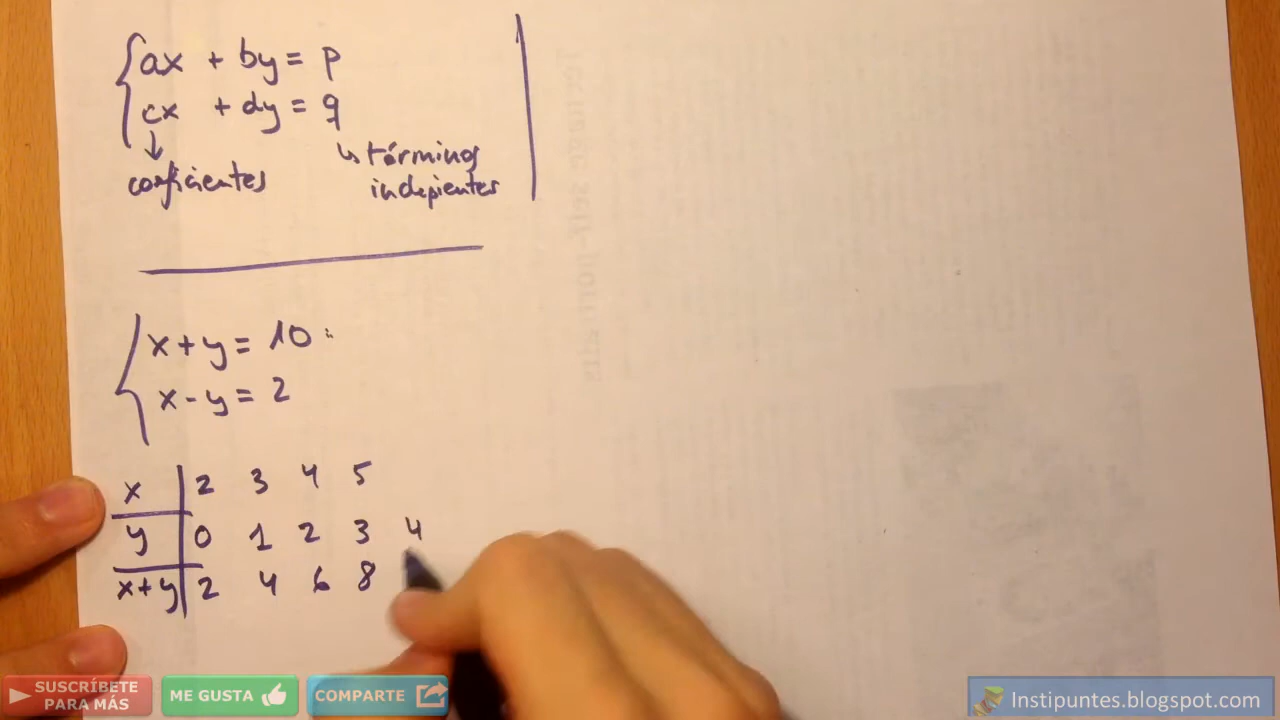 ax + by = p
cx + dy = q
↓
↳ términos
coeficientes
indepientes
x + y = 10
x - y = 2
x 2 3 4 5
y 0 1 2 3 4
x+y 2 4 6 8
SUSCRÍBETE
PARA MÁS
ME GUSTA
COMPARTE
Instipuntes.blogspot.com